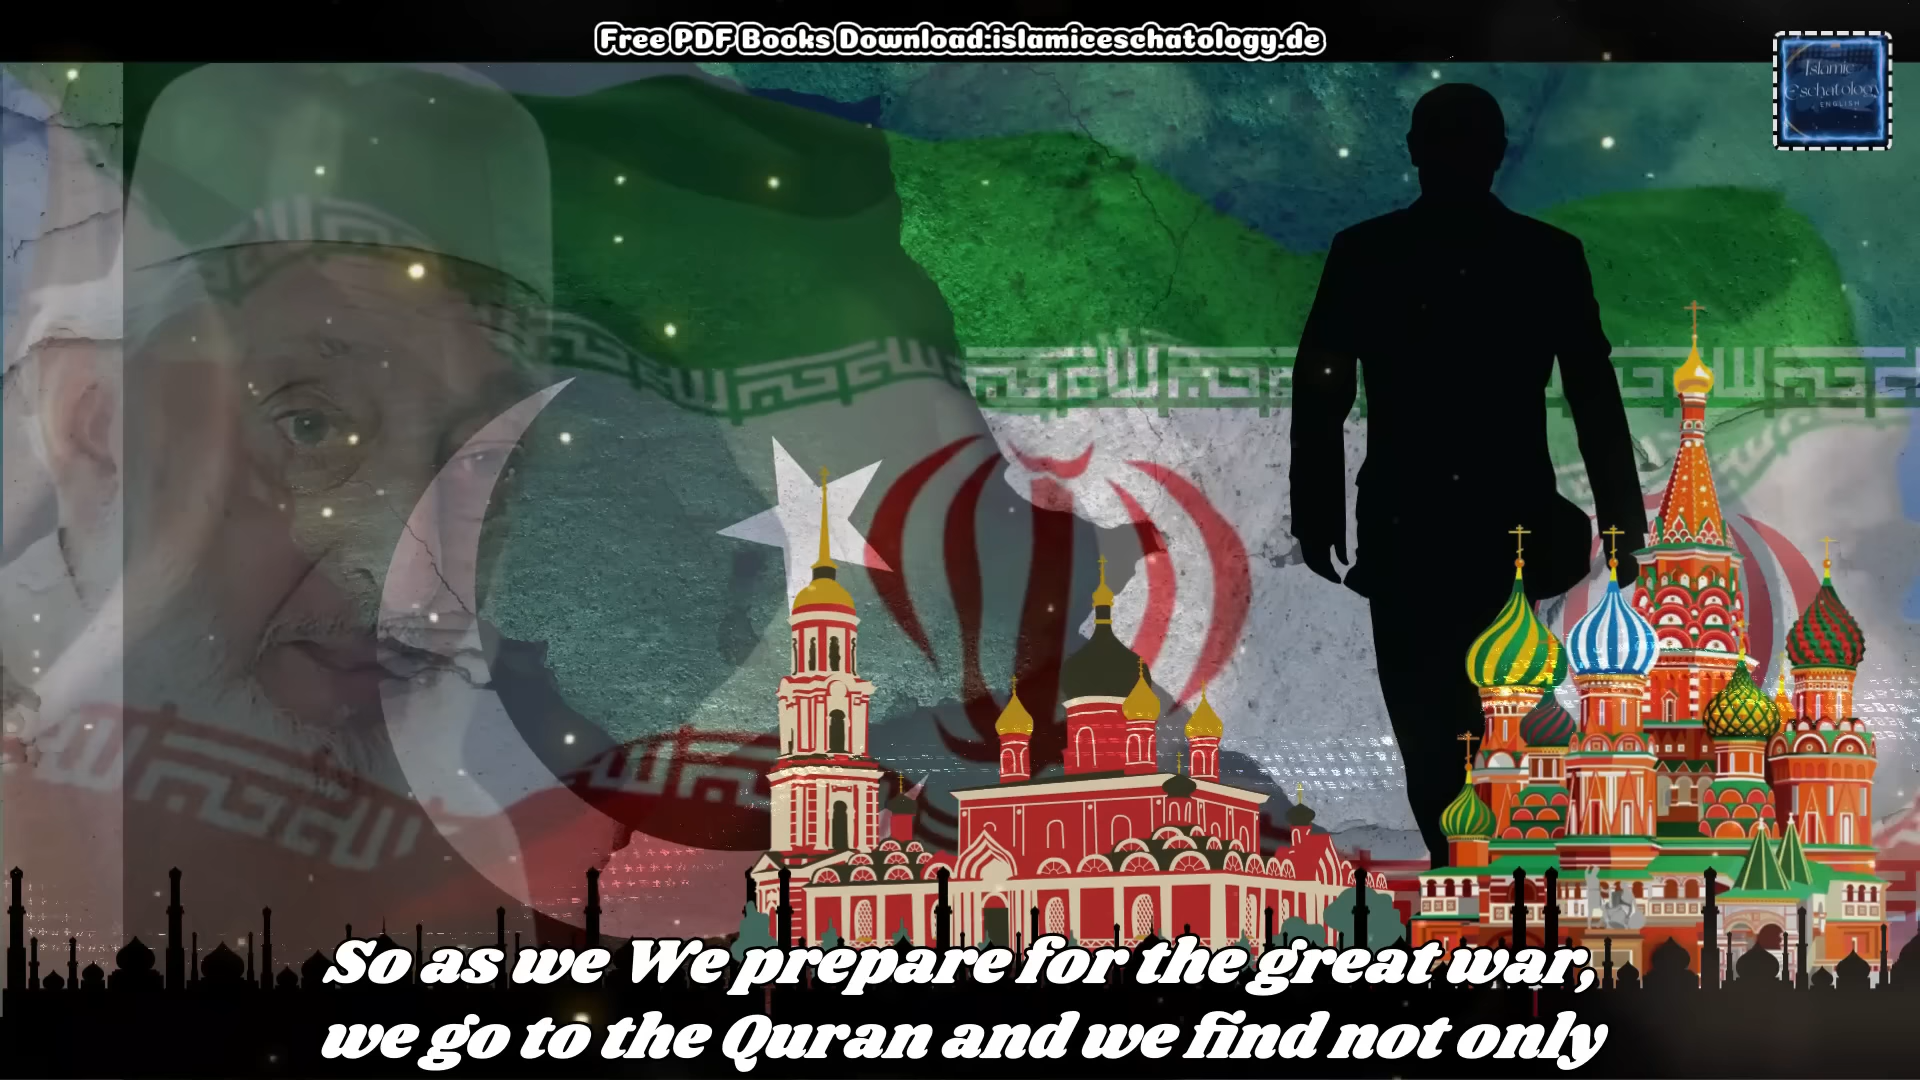 Free PDF Books Download:islamiceschatology.de
Islamic
Eschatology
ENGLISH
So as we We prepare for the great war,
we go to the Quran and we find not only